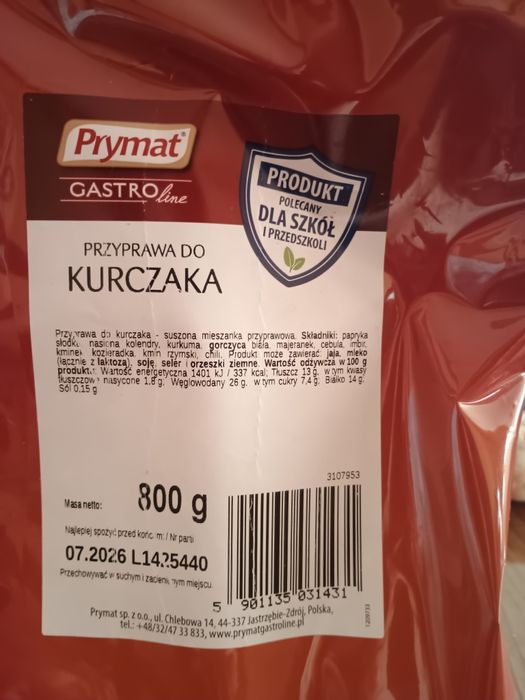 Prymat®
GASTRO line
PRODUKT
POLECANY
DLA SZKÓŁ
I PRZEDSZKOLI
PRZYPRAWA DO
KURCZAKA
Przyprawa do kurczaka - suszona mieszanka przyprawowa. Składniki: papryka
słodka, nasiona kolendry, kurkuma, gorczyca biała, majeranek, cebula, imbir,
kminek, kozieradka, kmin rzymski, chili. Produkt może zawierać: jaja, mleko
(łącznie z laktozą), soję, seler i orzeszki ziemne. Wartość odżywcza w 100 g
produktu: Wartość energetyczna 1401 kJ / 337 kcal; Tłuszcz 13 g, w tym kwasy
tłuszczowe nasycone 1,8 g; Węglowodany 26 g, w tym cukry 7,4 g; Białko 14 g;
Sól 0,15 g.
3107953
Masa netto: 800 g
Najlepiej spożyć przed końc. m: / Nr partii
07.2026 L1425440
Przechowywać w suchym i zacienionym miejscu.
5 901135 031431
1209733
Prymat sp. z o.o., ul. Chlebowa 14, 44-337 Jastrzębie-Zdrój, Polska,
tel.: +48/32/47 33 833, www.prymatgastroline.pl